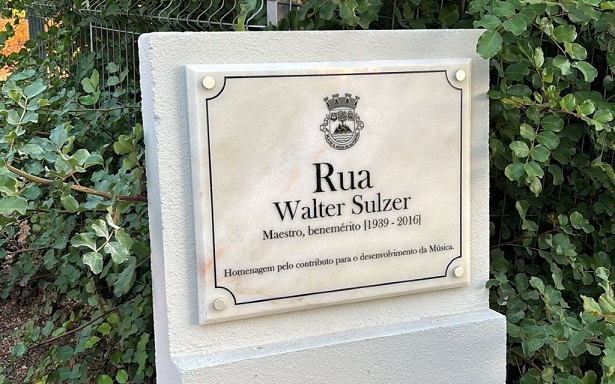 Rua
Walter Sulzer
Maestro, benemérito [1939 - 2016]
Homenagem pelo contributo para o desenvolvimento da Música.